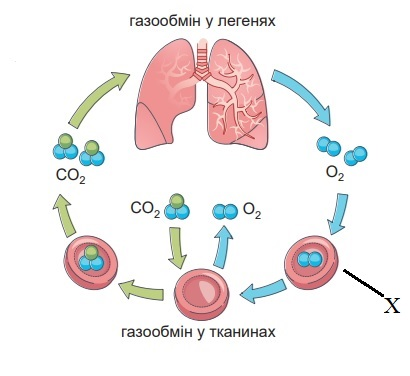 газообмін у легенях
CO₂
O₂
CO₂
O₂
X
газообмін у тканинах